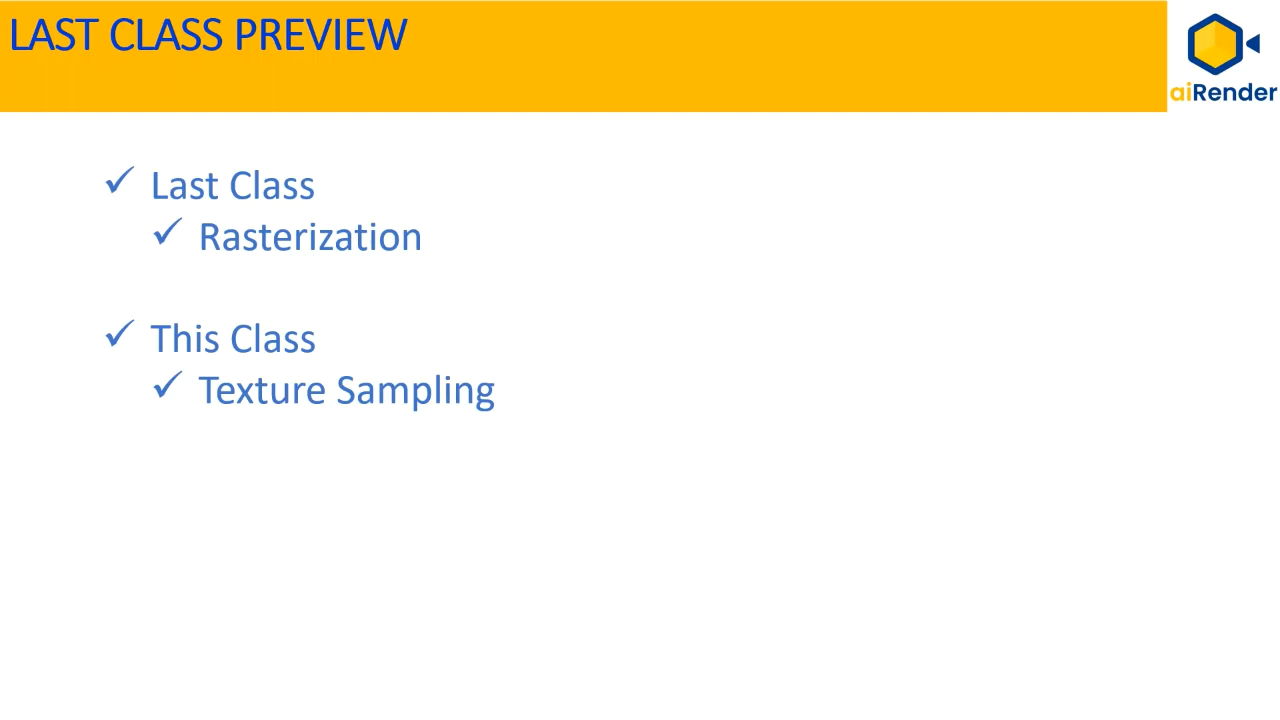 LAST CLASS PREVIEW
aiRender
✓ Last Class
✓ Rasterization
✓ This Class
✓ Texture Sampling